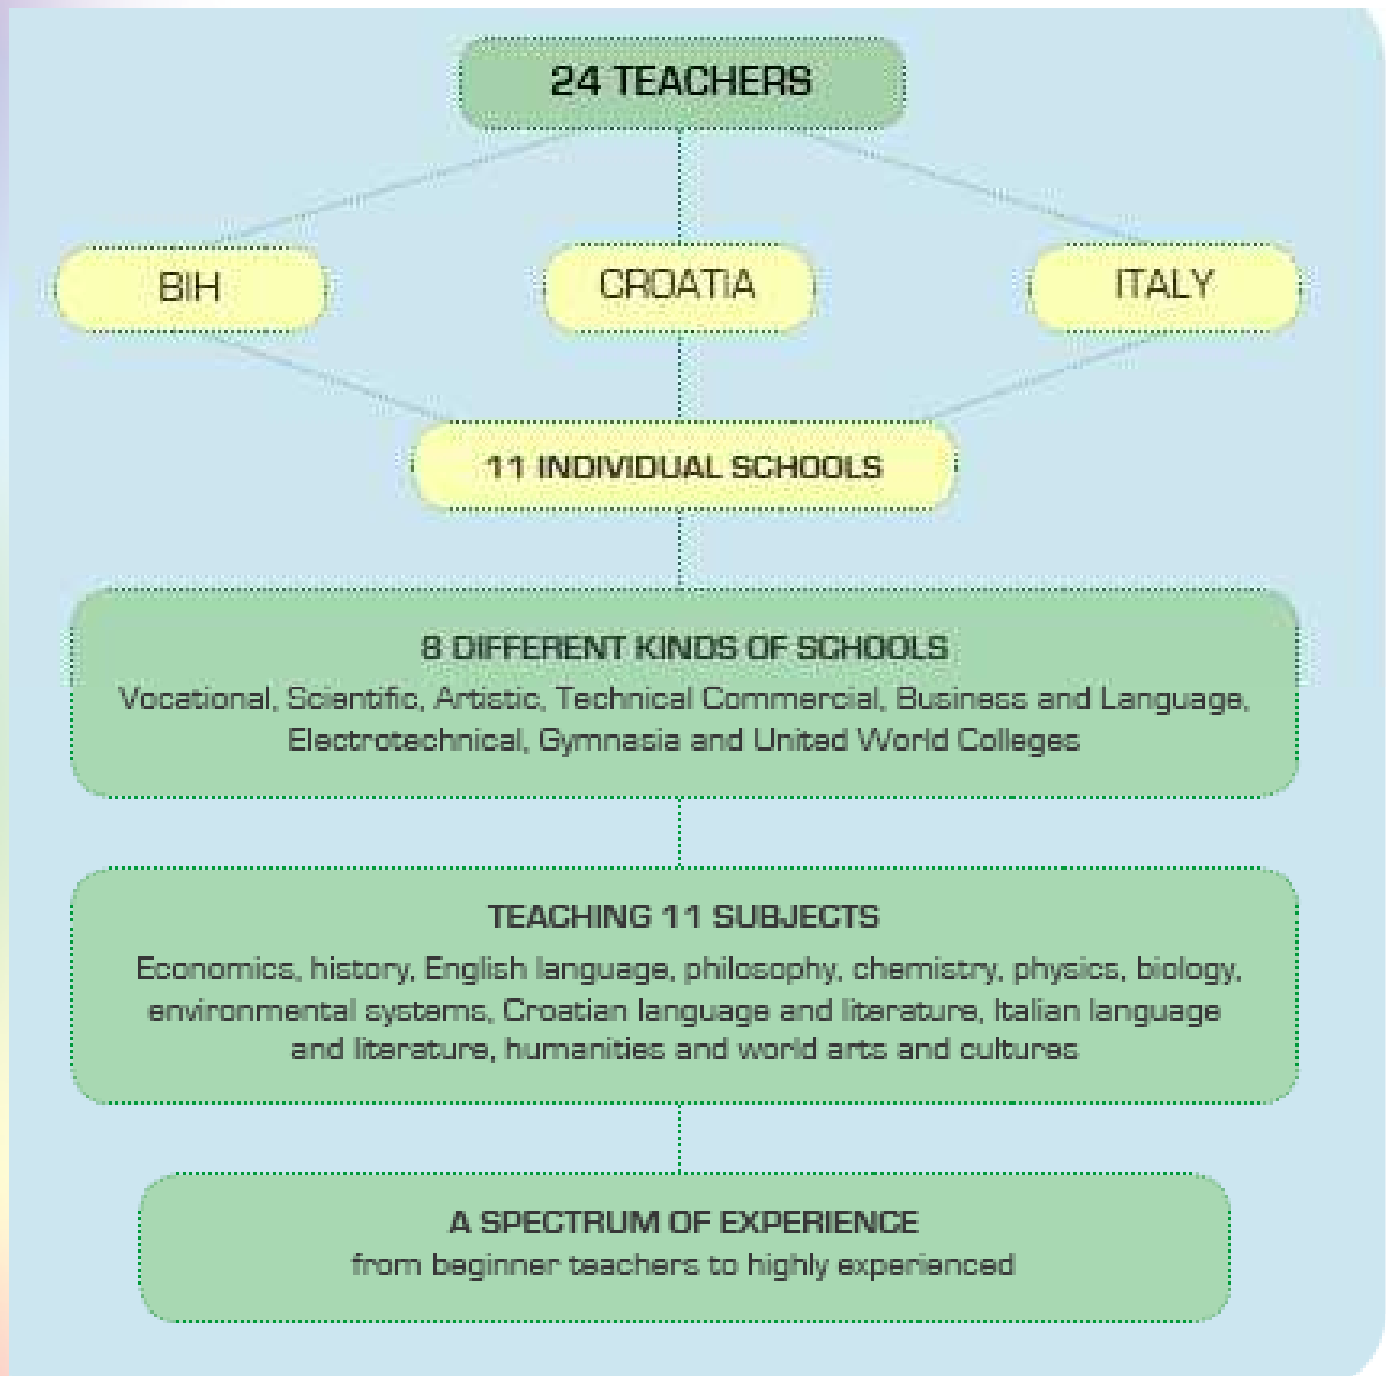 24 TEACHERS
BIH
CROATIA
ITALY
11 INDIVIDUAL SCHOOLS
8 DIFFERENT KINDS OF SCHOOLS
Vocational, Scientific, Artistic, Technical Commercial, Business and Language,
Electrotechnical, Gymnasia and United World Colleges
TEACHING 11 SUBJECTS
Economics, history, English language, philosophy, chemistry, physics, biology,
environmental systems, Croatian language and literature, Italian language
and literature, humanities and world arts and cultures
A SPECTRUM OF EXPERIENCE
from beginner teachers to highly experienced